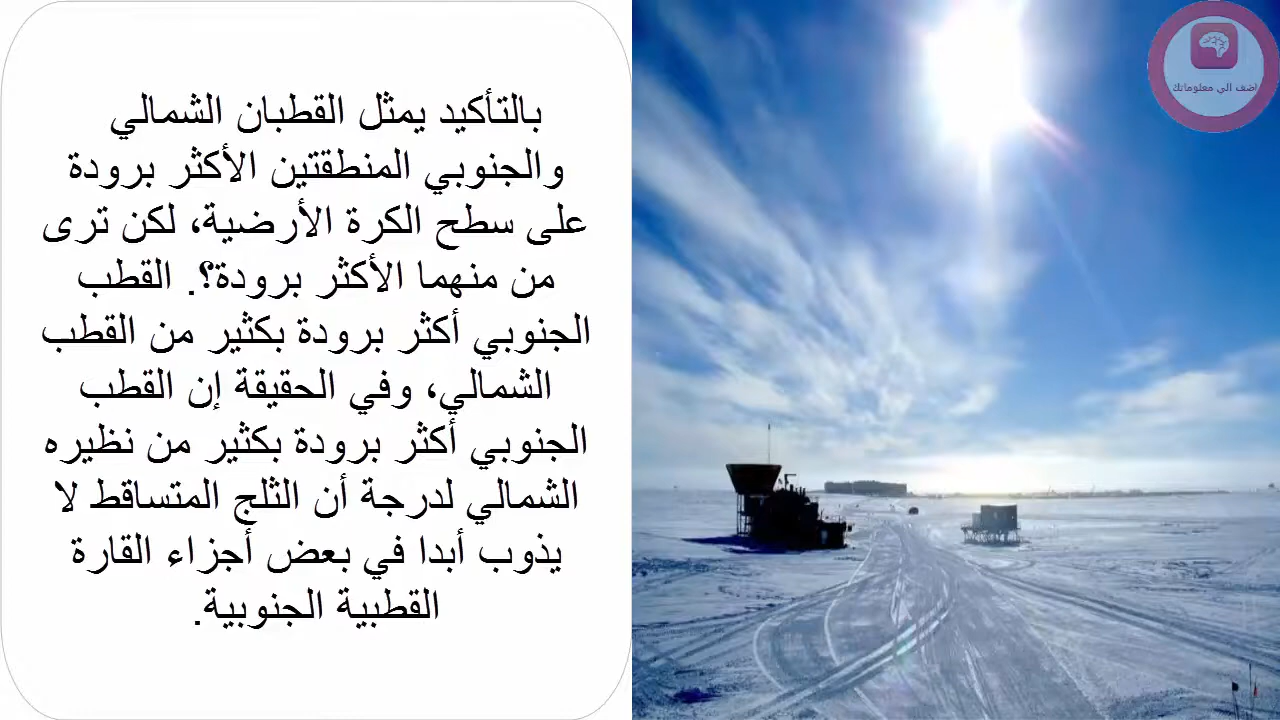 بالتأكيد يمثل القطبان الشمالي
والجنوبي المنطقتين الأكثر برودة
على سطح الكرة الأرضية، لكن ترى
من منهما الأكثر برودة؟. القطب
الجنوبي أكثر برودة بكثير من القطب
الشمالي، وفي الحقيقة إن القطب
الجنوبي أكثر برودة بكثير من نظيره
الشمالي لدرجة أن الثلج المتساقط لا
يذوب أبدا في بعض أجزاء القارة
القطبية الجنوبية.
اضف الي معلوماتك